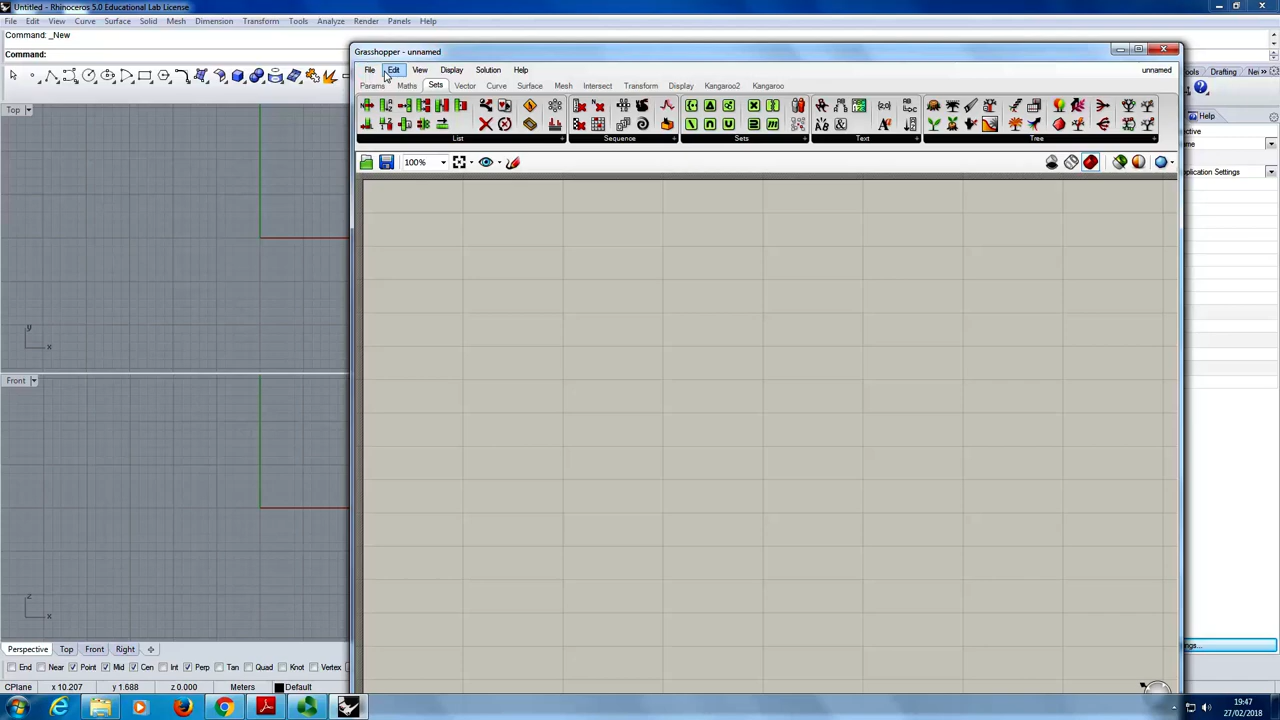 Untitled - Rhinoceros 5.0 Educational Lab License
File Edit View Curve Surface Solid Mesh Dimension Transform Tools Analyze Render Panels Help
Command: _New
Command:
Grasshopper - unnamed
File Edit View Display Solution Help unnamed
Params Maths Sets Vector Curve Surface Mesh Intersect Transform Display Kangaroo2 Kangaroo
List Sequence Sets Text Tree
100%
Drafting
Help
Top
y
x
Application Settings
Front
z
x
Perspective Top Front Right
End Near Point Mid Cen Int Perp Tan Quad Knot Vertex
CPlane x 10.207 y 1.688 z 0.000 Meters Default
19:47
27/02/2018